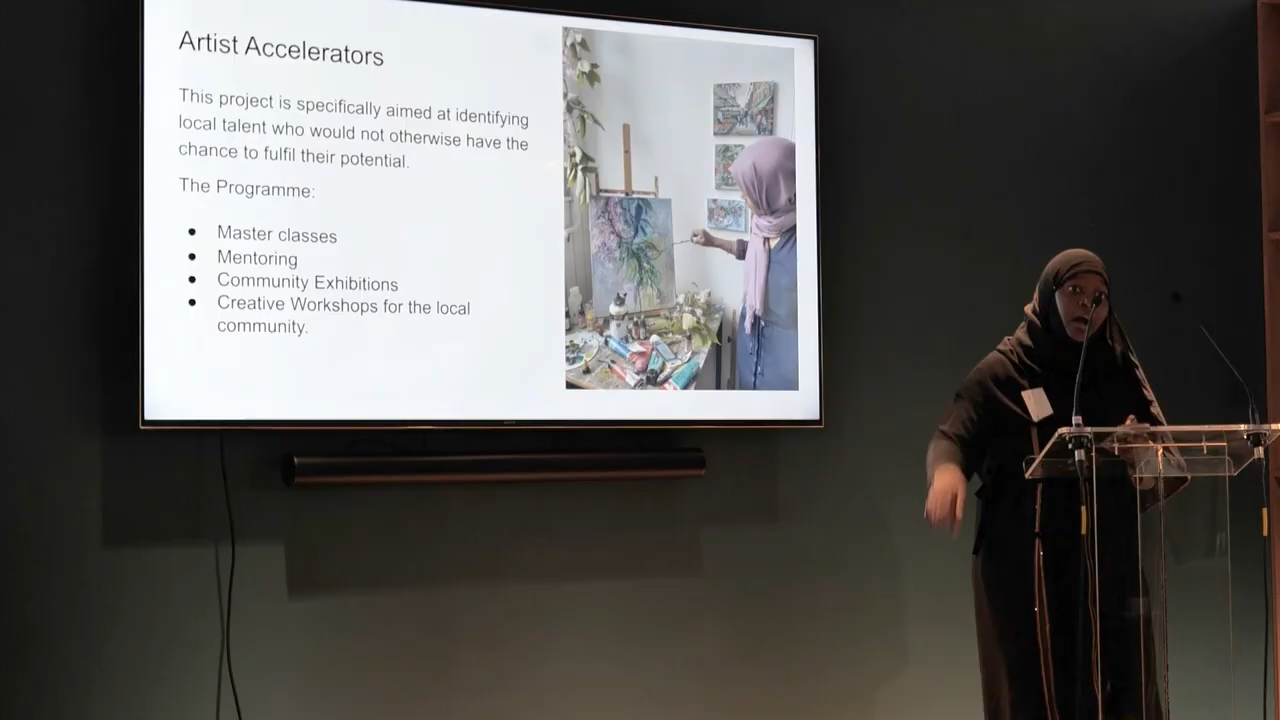 Artist Accelerators
This project is specifically aimed at identifying
local talent who would not otherwise have the
chance to fulfil their potential.
The Programme:
● Master classes
● Mentoring
● Community Exhibitions
● Creative Workshops for the local
community.